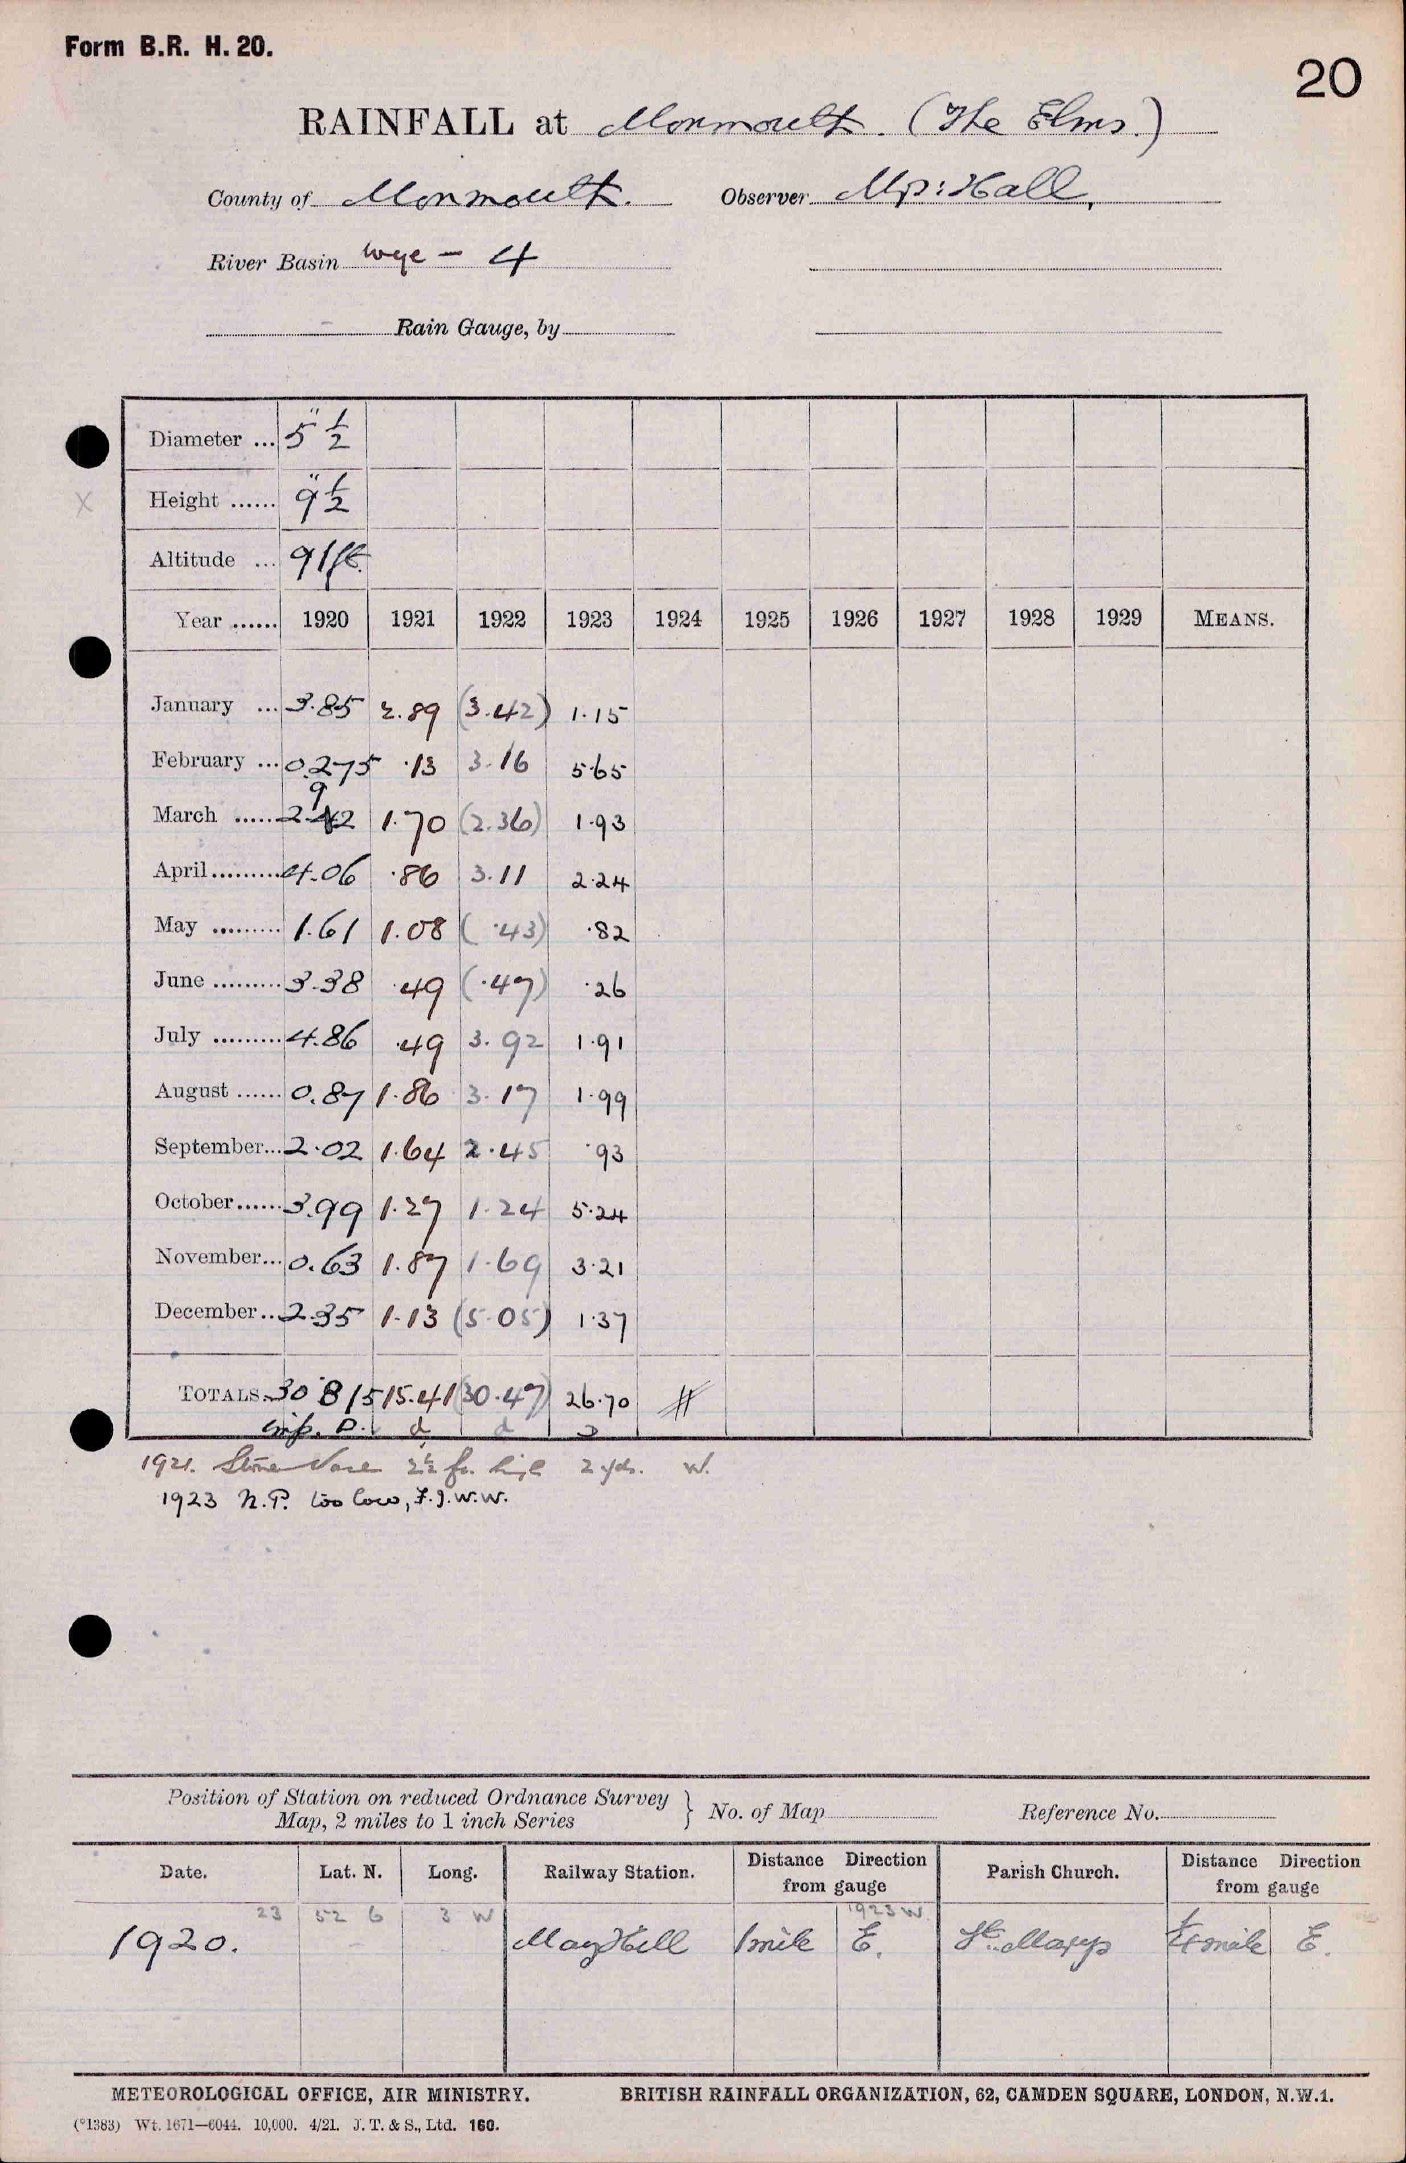 Form B.R. H. 20.
20
RAINFALL at Monmouth. (The Elms.)
County of Monmouth. Observer Mr. Hall,
River Basin Wye — 4
Rain Gauge, by
Diameter ... 5" ½
Height ...... 9" ½
Altitude ... 91 ft.
Year ...... 1920 1921 1922 1923 1924 1925 1926 1927 1928 1929 MEANS.
January ... 3.85 2.89 (3.42) 1.15
February ... 0.275 .13 3.16 5.65
March ..... 2.92 1.70 (2.36) 1.93
April ......... 4.06 .86 3.11 2.24
May ......... 1.61 1.08 ( .43) .82
June ......... 3.38 .49 (.47) .26
July ......... 4.86 .49 3.92 1.91
August ...... 0.87 1.86 3.17 1.99
September... 2.02 1.64 2.45 .93
October...... 3.99 1.27 1.24 5.24
November... 0.63 1.87 1.69 3.21
December .. 2.35 1.13 (5.05) 1.37
TOTALS. 30.815 15.41 (30.47) 26.70 #
d d
1921. Stone Vase 2½ ft. high 2 yds. W.
1923 N.P. too low, F.J.W.W.
Position of Station on reduced Ordnance Survey
Map, 2 miles to 1 inch Series } No. of Map Reference No.
Date. Lat. N. Long. Railway Station. Distance Direction from gauge Parish Church. Distance Direction from gauge
23 52 6 3 W 1923 W.
1920. May Hill 1 mile E. St. Marys ¼ mile E.
METEOROLOGICAL OFFICE, AIR MINISTRY. BRITISH RAINFALL ORGANIZATION, 62, CAMDEN SQUARE, LONDON, N.W.1.
(*1383) Wt. 1671—6044. 10,000. 4/21. J. T. & S., Ltd. 160.